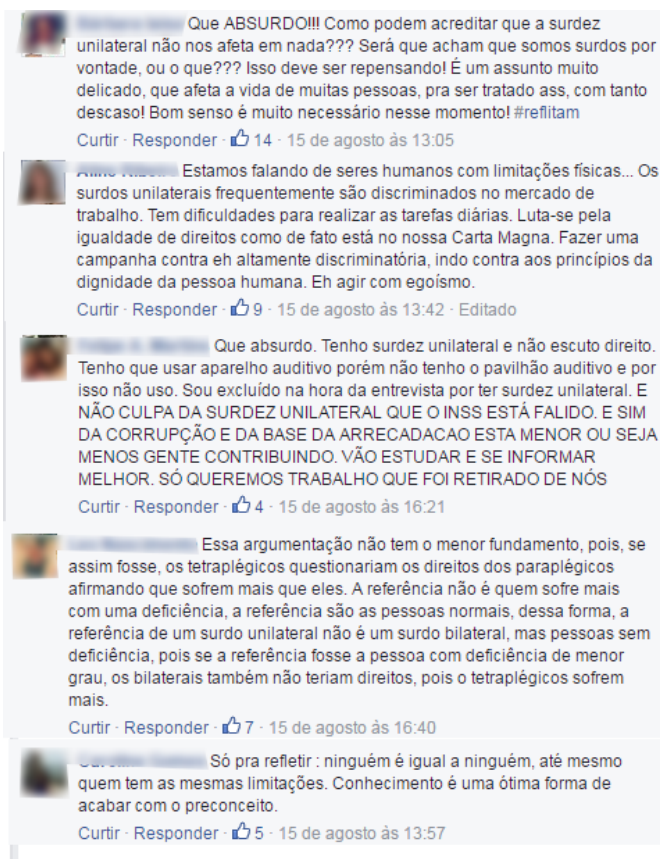 Que ABSURDO!!! Como podem acreditar que a surdez
unilateral não nos afeta em nada??? Será que acham que somos surdos por
vontade, ou o que??? Isso deve ser repensando! É um assunto muito
delicado, que afeta a vida de muitas pessoas, pra ser tratado ass, com tanto
descaso! Bom senso é muito necessário nesse momento! #reflitam
Curtir · Responder · 14 · 15 de agosto às 13:05
Estamos falando de seres humanos com limitações físicas... Os
surdos unilaterais frequentemente são discriminados no mercado de
trabalho. Tem dificuldades para realizar as tarefas diárias. Luta-se pela
igualdade de direitos como de fato está no nossa Carta Magna. Fazer uma
campanha contra eh altamente discriminatória, indo contra aos princípios da
dignidade da pessoa humana. Eh agir com egoísmo.
Curtir · Responder · 9 · 15 de agosto às 13:42 · Editado
Que absurdo. Tenho surdez unilateral e não escuto direito.
Tenho que usar aparelho auditivo porém não tenho o pavilhão auditivo e por
isso não uso. Sou excluído na hora da entrevista por ter surdez unilateral. E
NÃO CULPA DA SURDEZ UNILATERAL QUE O INSS ESTÁ FALIDO. E SIM
DA CORRUPÇÃO E DA BASE DA ARRECADACAO ESTA MENOR OU SEJA
MENOS GENTE CONTRIBUINDO. VÃO ESTUDAR E SE INFORMAR
MELHOR. SÓ QUEREMOS TRABALHO QUE FOI RETIRADO DE NÓS
Curtir · Responder · 4 · 15 de agosto às 16:21
Essa argumentação não tem o menor fundamento, pois, se
assim fosse, os tetraplégicos questionariam os direitos dos paraplégicos
afirmando que sofrem mais que eles. A referência não é quem sofre mais
com uma deficiência, a referência são as pessoas normais, dessa forma, a
referência de um surdo unilateral não é um surdo bilateral, mas pessoas sem
deficiência, pois se a referência fosse a pessoa com deficiência de menor
grau, os bilaterais também não teriam direitos, pois o tetraplégicos sofrem
mais.
Curtir · Responder · 7 · 15 de agosto às 16:40
Só pra refletir : ninguém é igual a ninguém, até mesmo
quem tem as mesmas limitações. Conhecimento é uma ótima forma de
acabar com o preconceito.
Curtir · Responder · 5 · 15 de agosto às 13:57